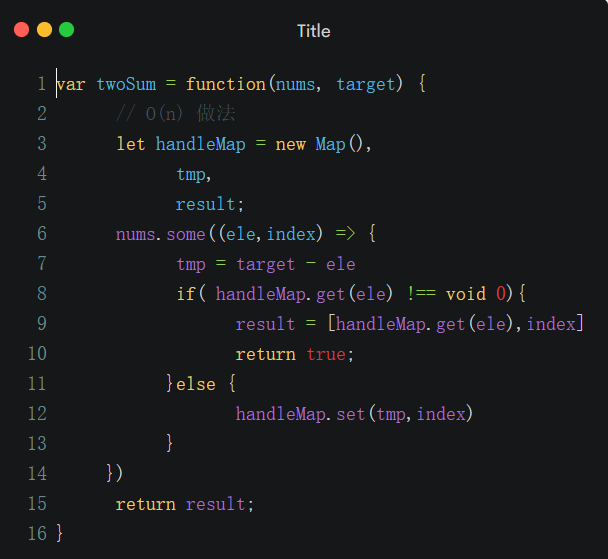 Title
1 var twoSum = function(nums, target) {
2 // O(n) 做法
3 let handleMap = new Map(),
4 tmp,
5 result;
6 nums.some((ele,index) => {
7 tmp = target - ele
8 if( handleMap.get(ele) !== void 0){
9 result = [handleMap.get(ele),index]
10 return true;
11 }else {
12 handleMap.set(tmp,index)
13 }
14 })
15 return result;
16 }